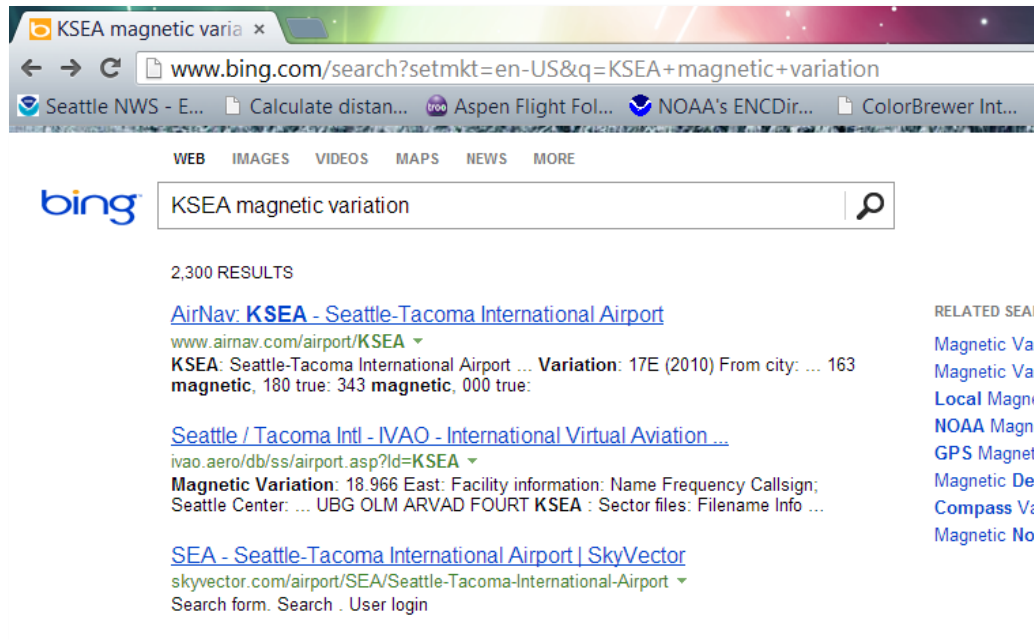 KSEA magnetic varia ×
www.bing.com/search?setmkt=en-US&q=KSEA+magnetic+variation
Seattle NWS - E... Calculate distan... Aspen Flight Fol... NOAA's ENCDir... ColorBrewer Int...
WEB IMAGES VIDEOS MAPS NEWS MORE
bing KSEA magnetic variation
2,300 RESULTS
AirNav: KSEA - Seattle-Tacoma International Airport
www.airnav.com/airport/KSEA
KSEA: Seattle-Tacoma International Airport ... Variation: 17E (2010) From city: ... 163
magnetic, 180 true: 343 magnetic, 000 true:
Seattle / Tacoma Intl - IVAO - International Virtual Aviation ...
ivao.aero/db/ss/airport.asp?Id=KSEA
Magnetic Variation: 18.966 East: Facility information: Name Frequency Callsign;
Seattle Center: ... UBG OLM ARVAD FOURT KSEA : Sector files: Filename Info ...
SEA - Seattle-Tacoma International Airport | SkyVector
skyvector.com/airport/SEA/Seattle-Tacoma-International-Airport
Search form. Search . User login
RELATED SEA
Magnetic Va
Magnetic Va
Local Magne
NOAA Magn
GPS Magnet
Magnetic De
Compass Va
Magnetic No